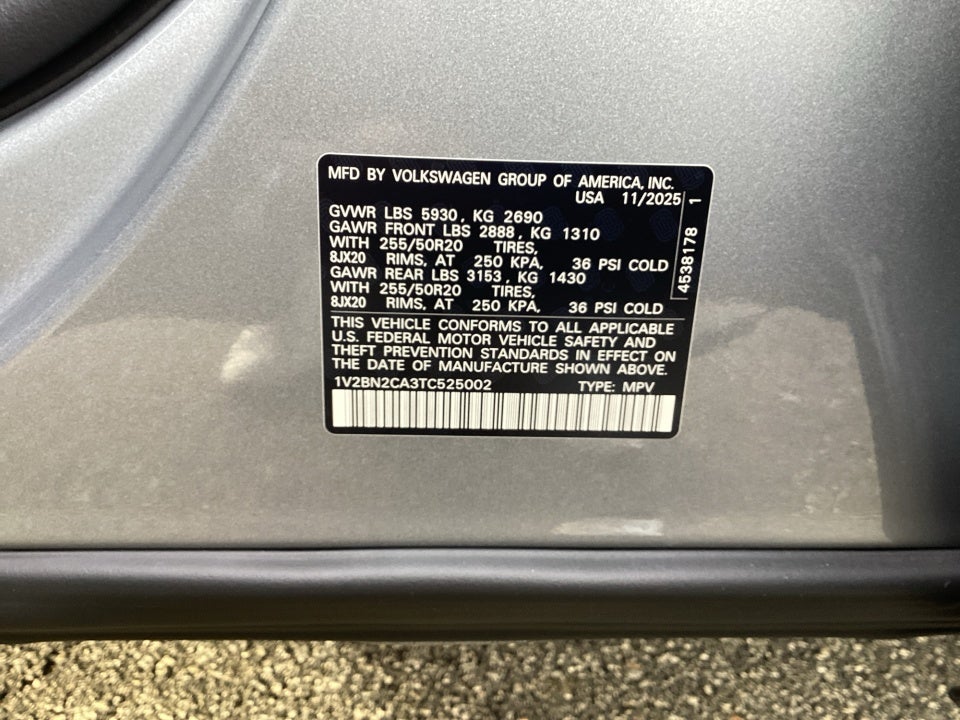 MFD BY VOLKSWAGEN GROUP OF AMERICA, INC.
USA 11/2025
GVWR LBS 5930, KG 2690
GAWR FRONT LBS 2888, KG 1310
WITH 255/50R20 TIRES,
8JX20 RIMS, AT 250 KPA, 36 PSI COLD
GAWR REAR LBS 3153, KG 1430
WITH 255/50R20 TIRES,
8JX20 RIMS, AT 250 KPA, 36 PSI COLD
4538178 1
THIS VEHICLE CONFORMS TO ALL APPLICABLE
U.S. FEDERAL MOTOR VEHICLE SAFETY AND
THEFT PREVENTION STANDARDS IN EFFECT ON
THE DATE OF MANUFACTURE SHOWN ABOVE.
1V2BN2CA3TC525002 TYPE: MPV